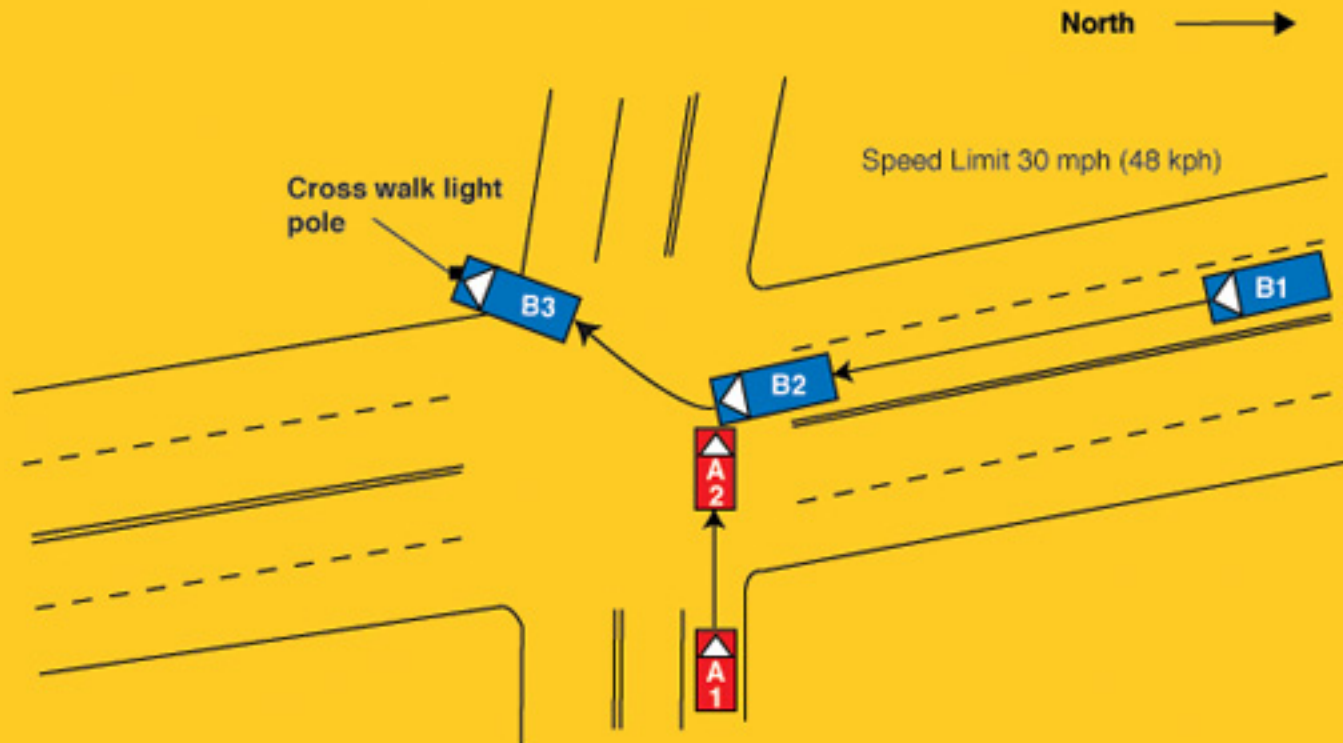 North
Speed Limit 30 mph (48 kph)
Cross walk light
pole
B3
B1
B2
A
2
A
1